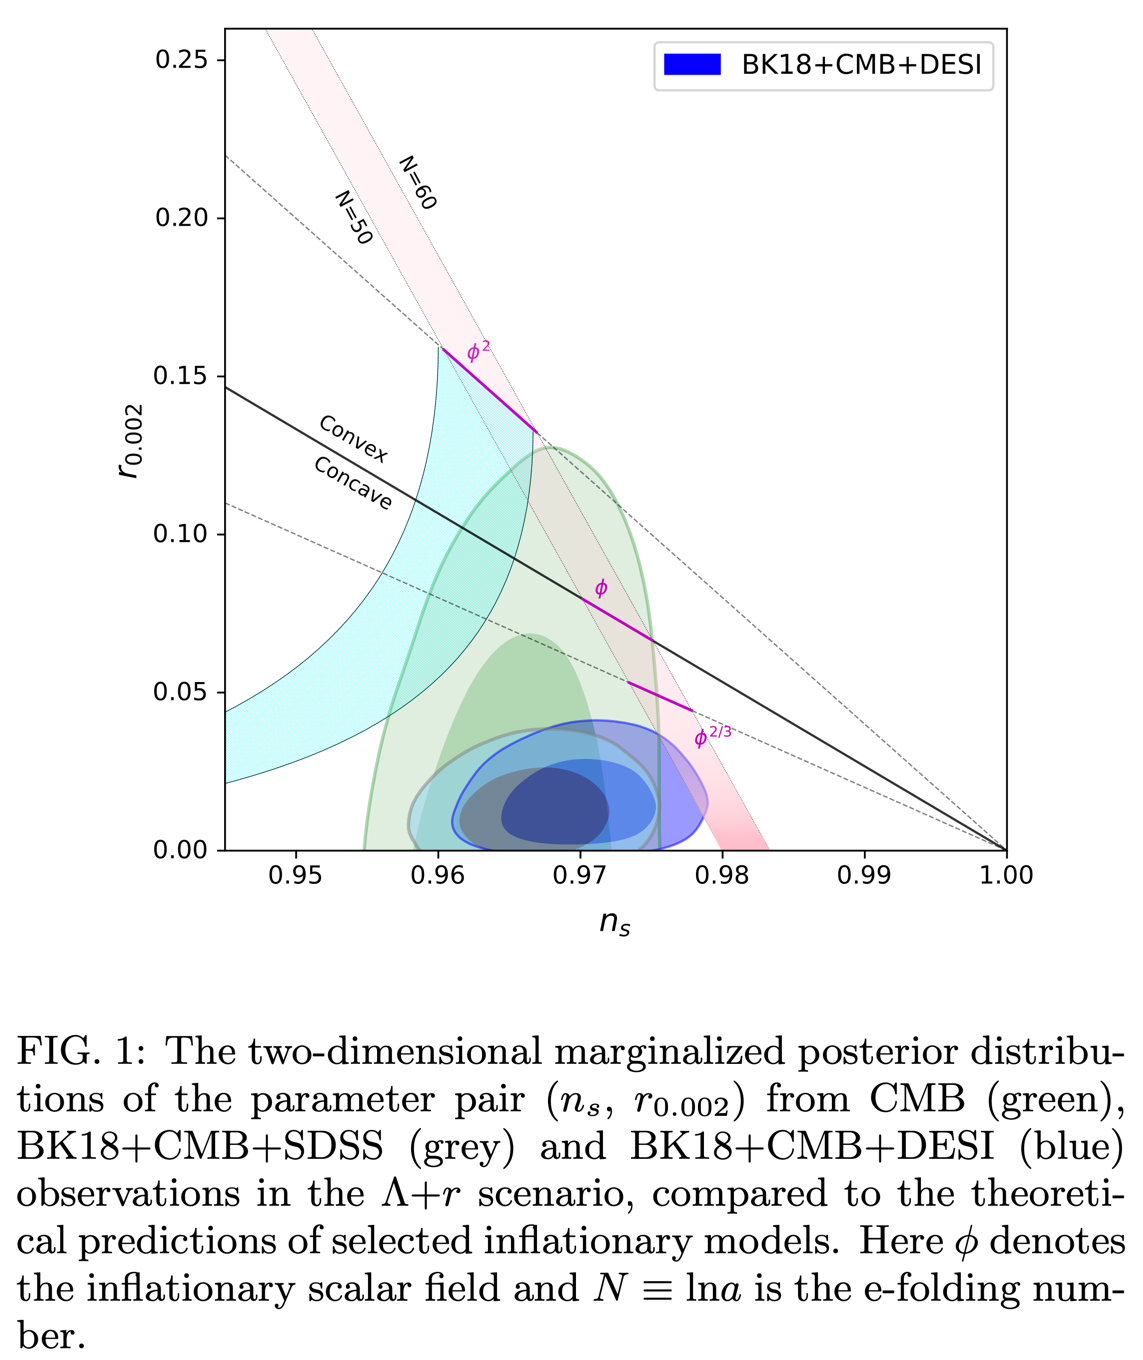 0.25
0.20
0.15
0.10
0.05
0.00
r0.002
BK18+CMB+DESI
N=60
N=50
ϕ²
Convex
Concave
ϕ
ϕ^2/3
0.95 0.96 0.97 0.98 0.99 1.00
ns
FIG. 1: The two-dimensional marginalized posterior distribu-
tions of the parameter pair (ns, r0.002) from CMB (green),
BK18+CMB+SDSS (grey) and BK18+CMB+DESI (blue)
observations in the Λ+r scenario, compared to the theoreti-
cal predictions of selected inflationary models. Here ϕ denotes
the inflationary scalar field and N ≡ lna is the e-folding num-
ber.